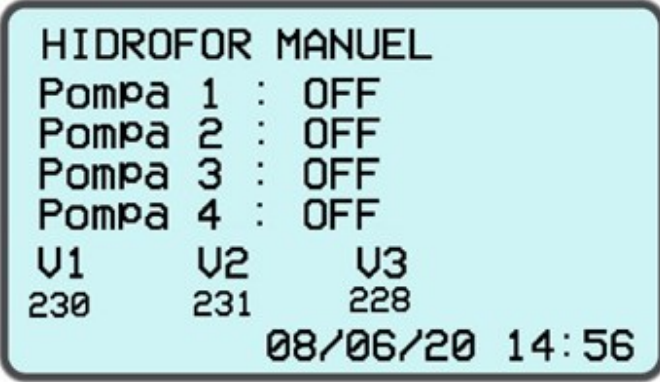 HIDROFOR MANUEL
Pompa 1 : OFF
Pompa 2 : OFF
Pompa 3 : OFF
Pompa 4 : OFF
V1 V2 V3
230 231 228
08/06/20 14:56